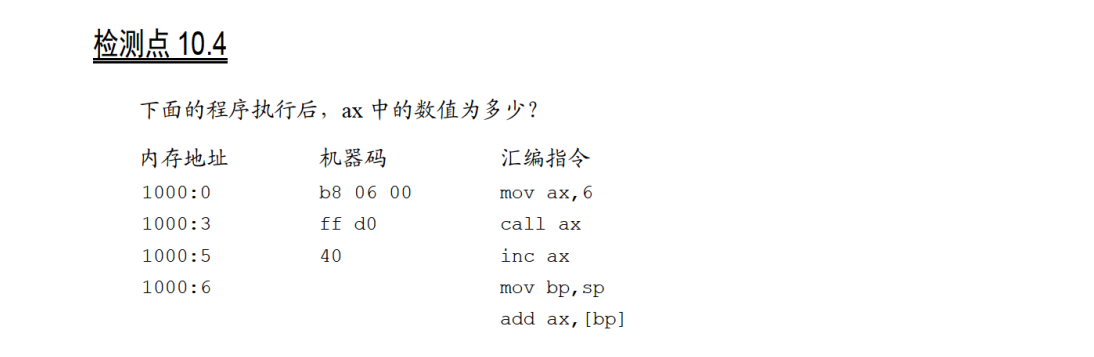 检测点 10.4
下面的程序执行后，ax 中的数值为多少？
内存地址 机器码 汇编指令
1000:0 b8 06 00 mov ax,6
1000:3 ff d0 call ax
1000:5 40 inc ax
1000:6 mov bp,sp
add ax,[bp]